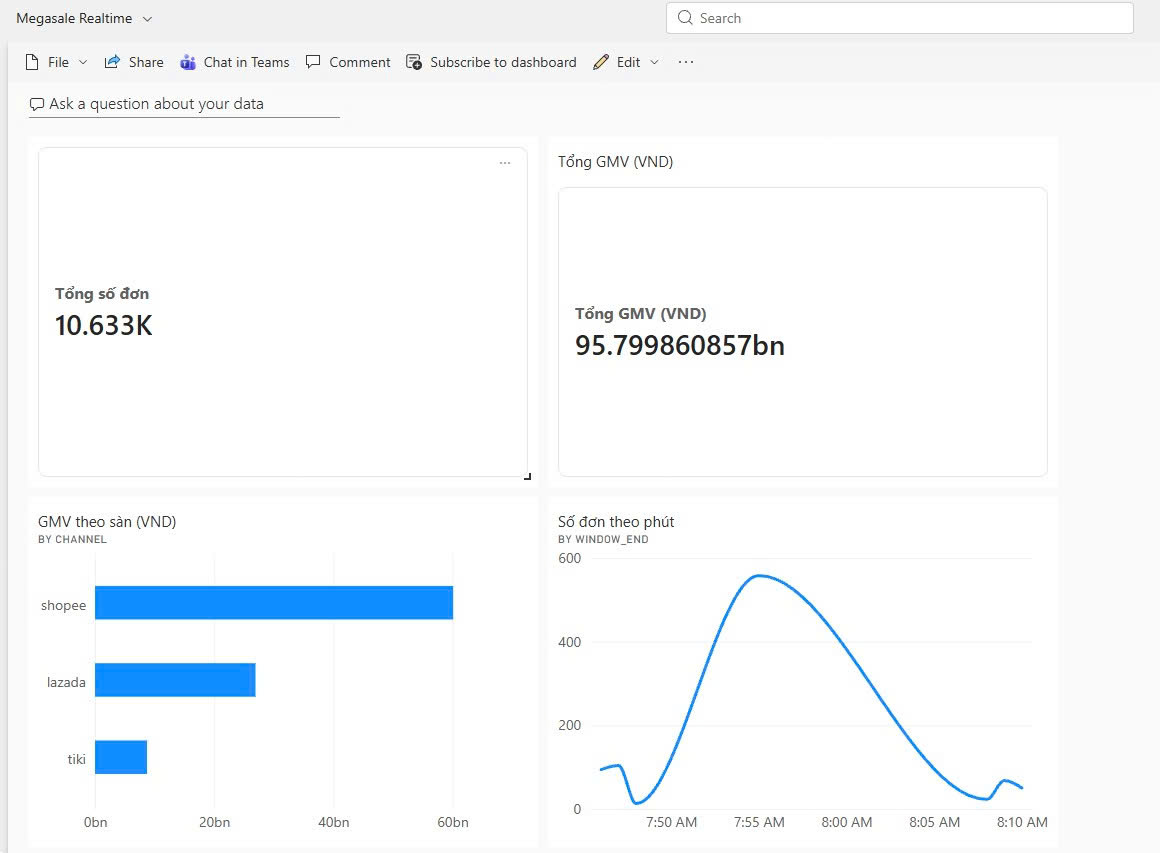 Megasale Realtime
Search
File Share Chat in Teams Comment Subscribe to dashboard Edit ...
Ask a question about your data
...
Tổng số đơn
10.633K
Tổng GMV (VND)
Tổng GMV (VND)
95.799860857bn
GMV theo sàn (VND)
BY CHANNEL
shopee
lazada
tiki
0bn 20bn 40bn 60bn
Số đơn theo phút
BY WINDOW_END
600
400
200
0
7:50 AM 7:55 AM 8:00 AM 8:05 AM 8:10 AM